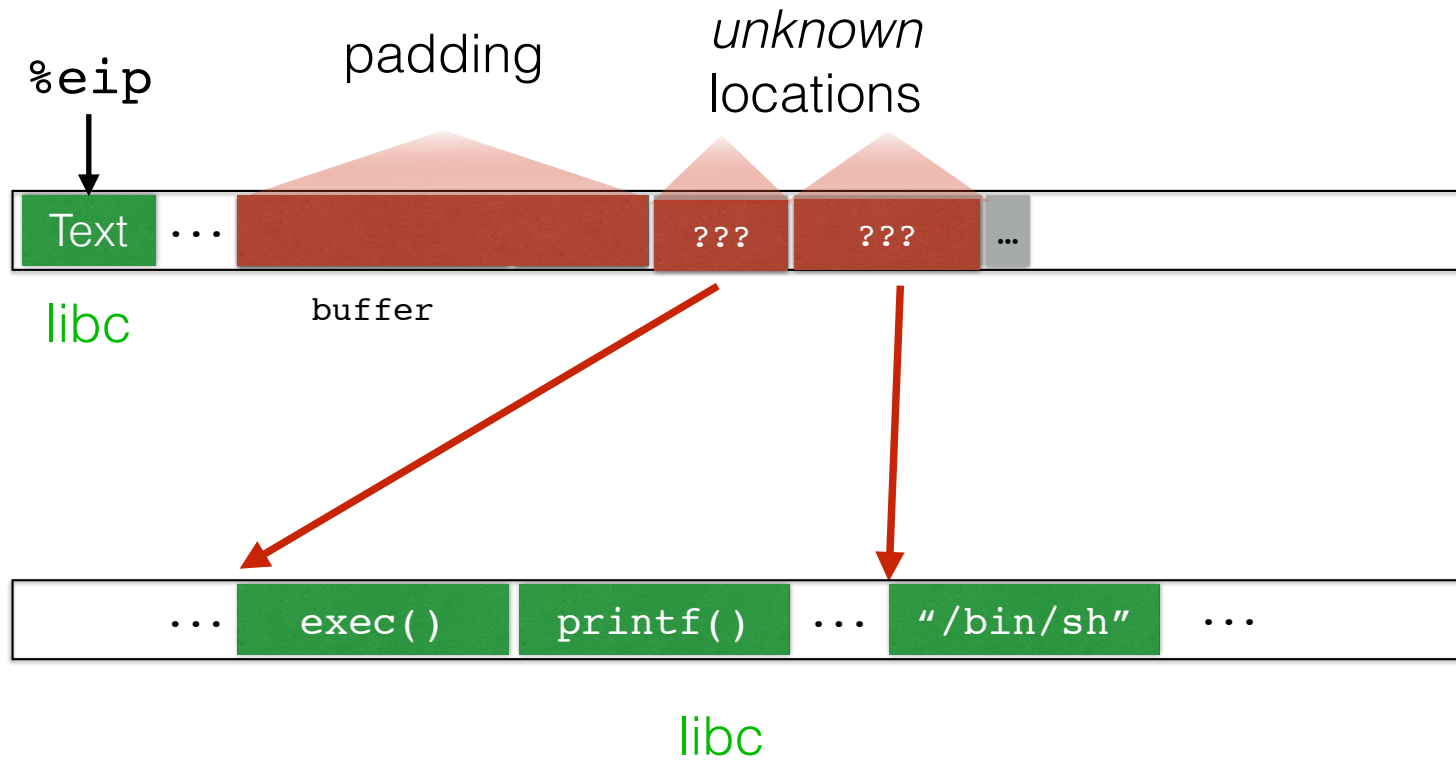 %eip
padding
unknown
locations
Text ... ??? ??? ...
libc
buffer
... exec() printf() ... “/bin/sh” ...
libc